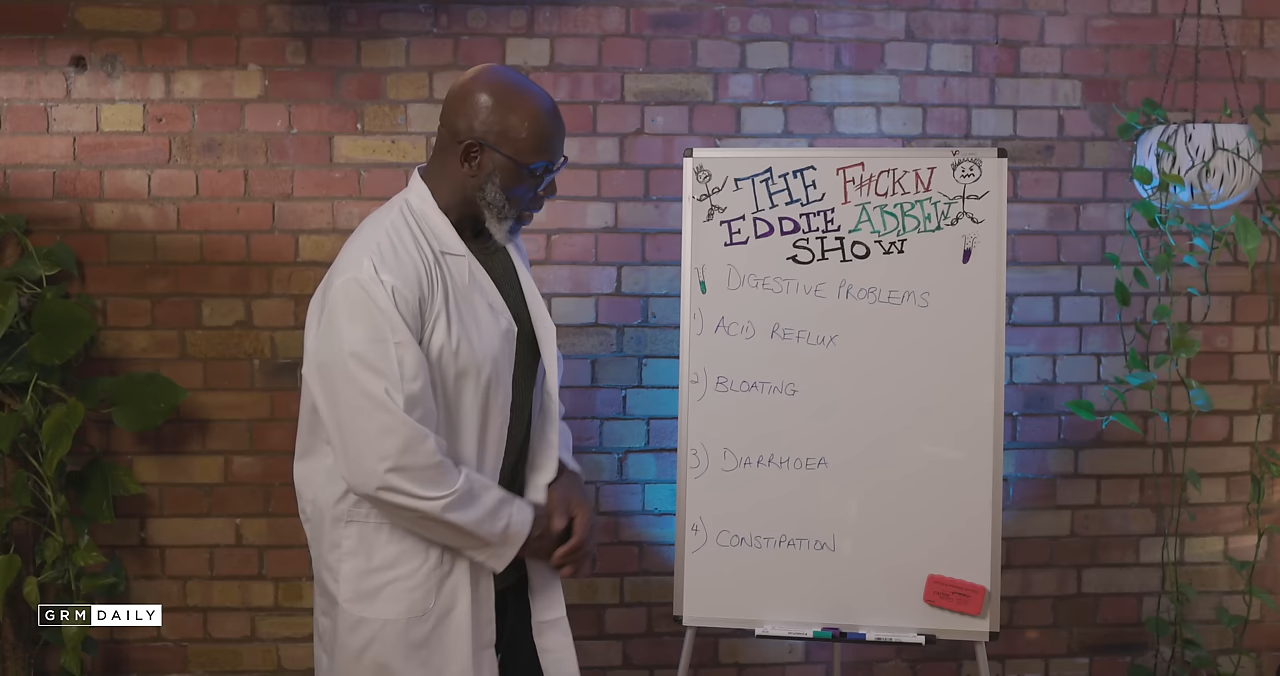 THE F#CKN
EDDIE ABBEW
SHOW
DIGESTIVE PROBLEMS
1) ACID REFLUX
2) BLOATING
3) DIARRHOEA
4) CONSTIPATION
GRM DAILY